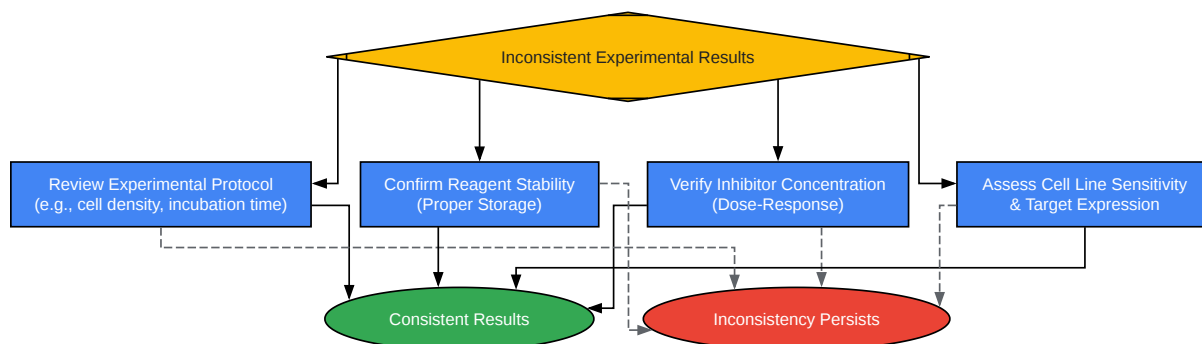 Inconsistent Experimental Results
Review Experimental Protocol
(e.g., cell density, incubation time)
Confirm Reagent Stability
(Proper Storage)
Verify Inhibitor Concentration
(Dose-Response)
Assess Cell Line Sensitivity
& Target Expression
Consistent Results
Inconsistency Persists